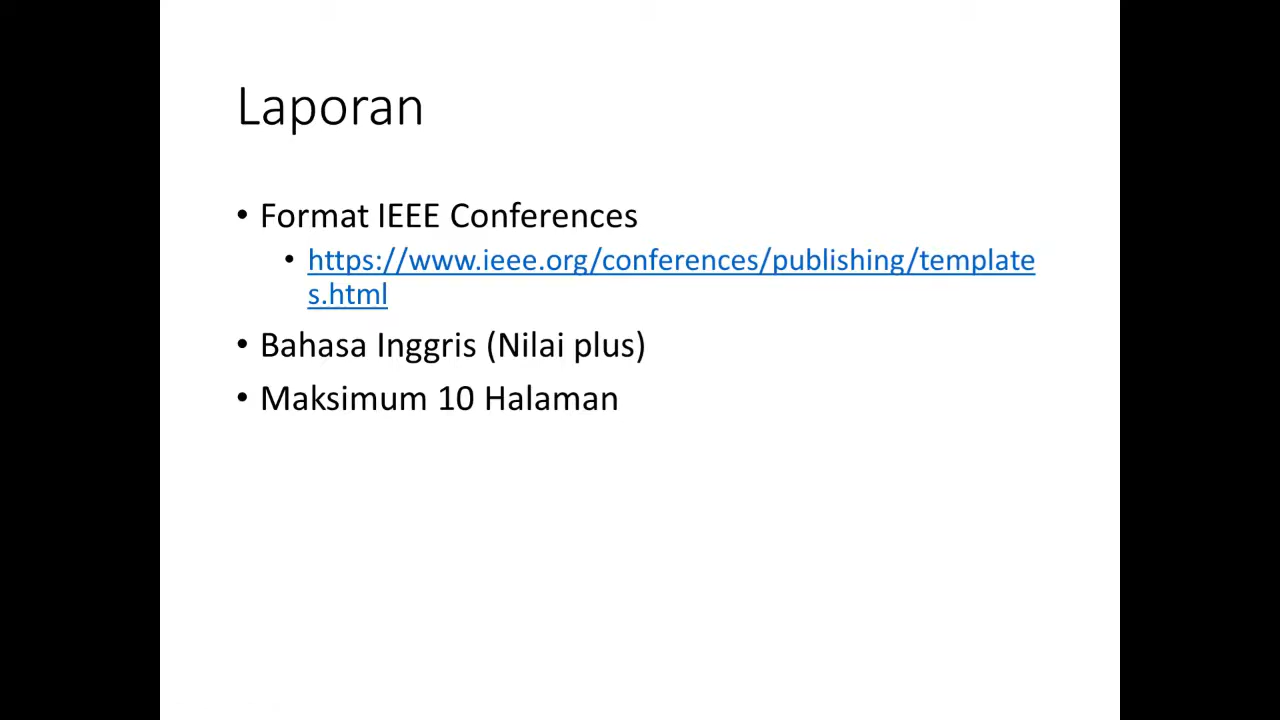 Laporan
• Format IEEE Conferences
• https://www.ieee.org/conferences/publishing/template
s.html
• Bahasa Inggris (Nilai plus)
• Maksimum 10 Halaman